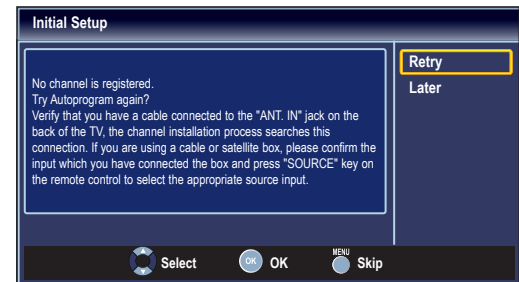 Initial Setup
No channel is registered.
Try Autoprogram again?
Verify that you have a cable connected to the "ANT. IN" jack on the
back of the TV, the channel installation process searches this
connection. If you are using a cable or satellite box, please confirm the
input which you have connected the box and press "SOURCE" key on
the remote control to select the appropriate source input.
Retry
Later
Select OK OK MENU Skip